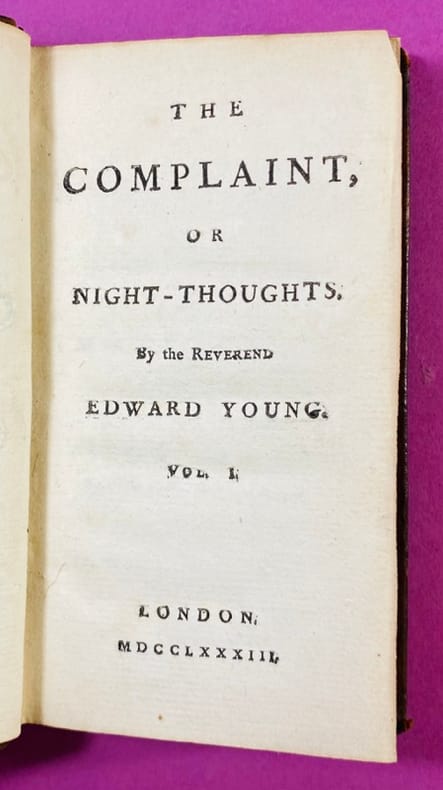 THE
COMPLAINT,
OR
NIGHT-THOUGHTS.
By the REVEREND
EDWARD YOUNG.
VOL. I.
LONDON,
MDCCLXXXIII.